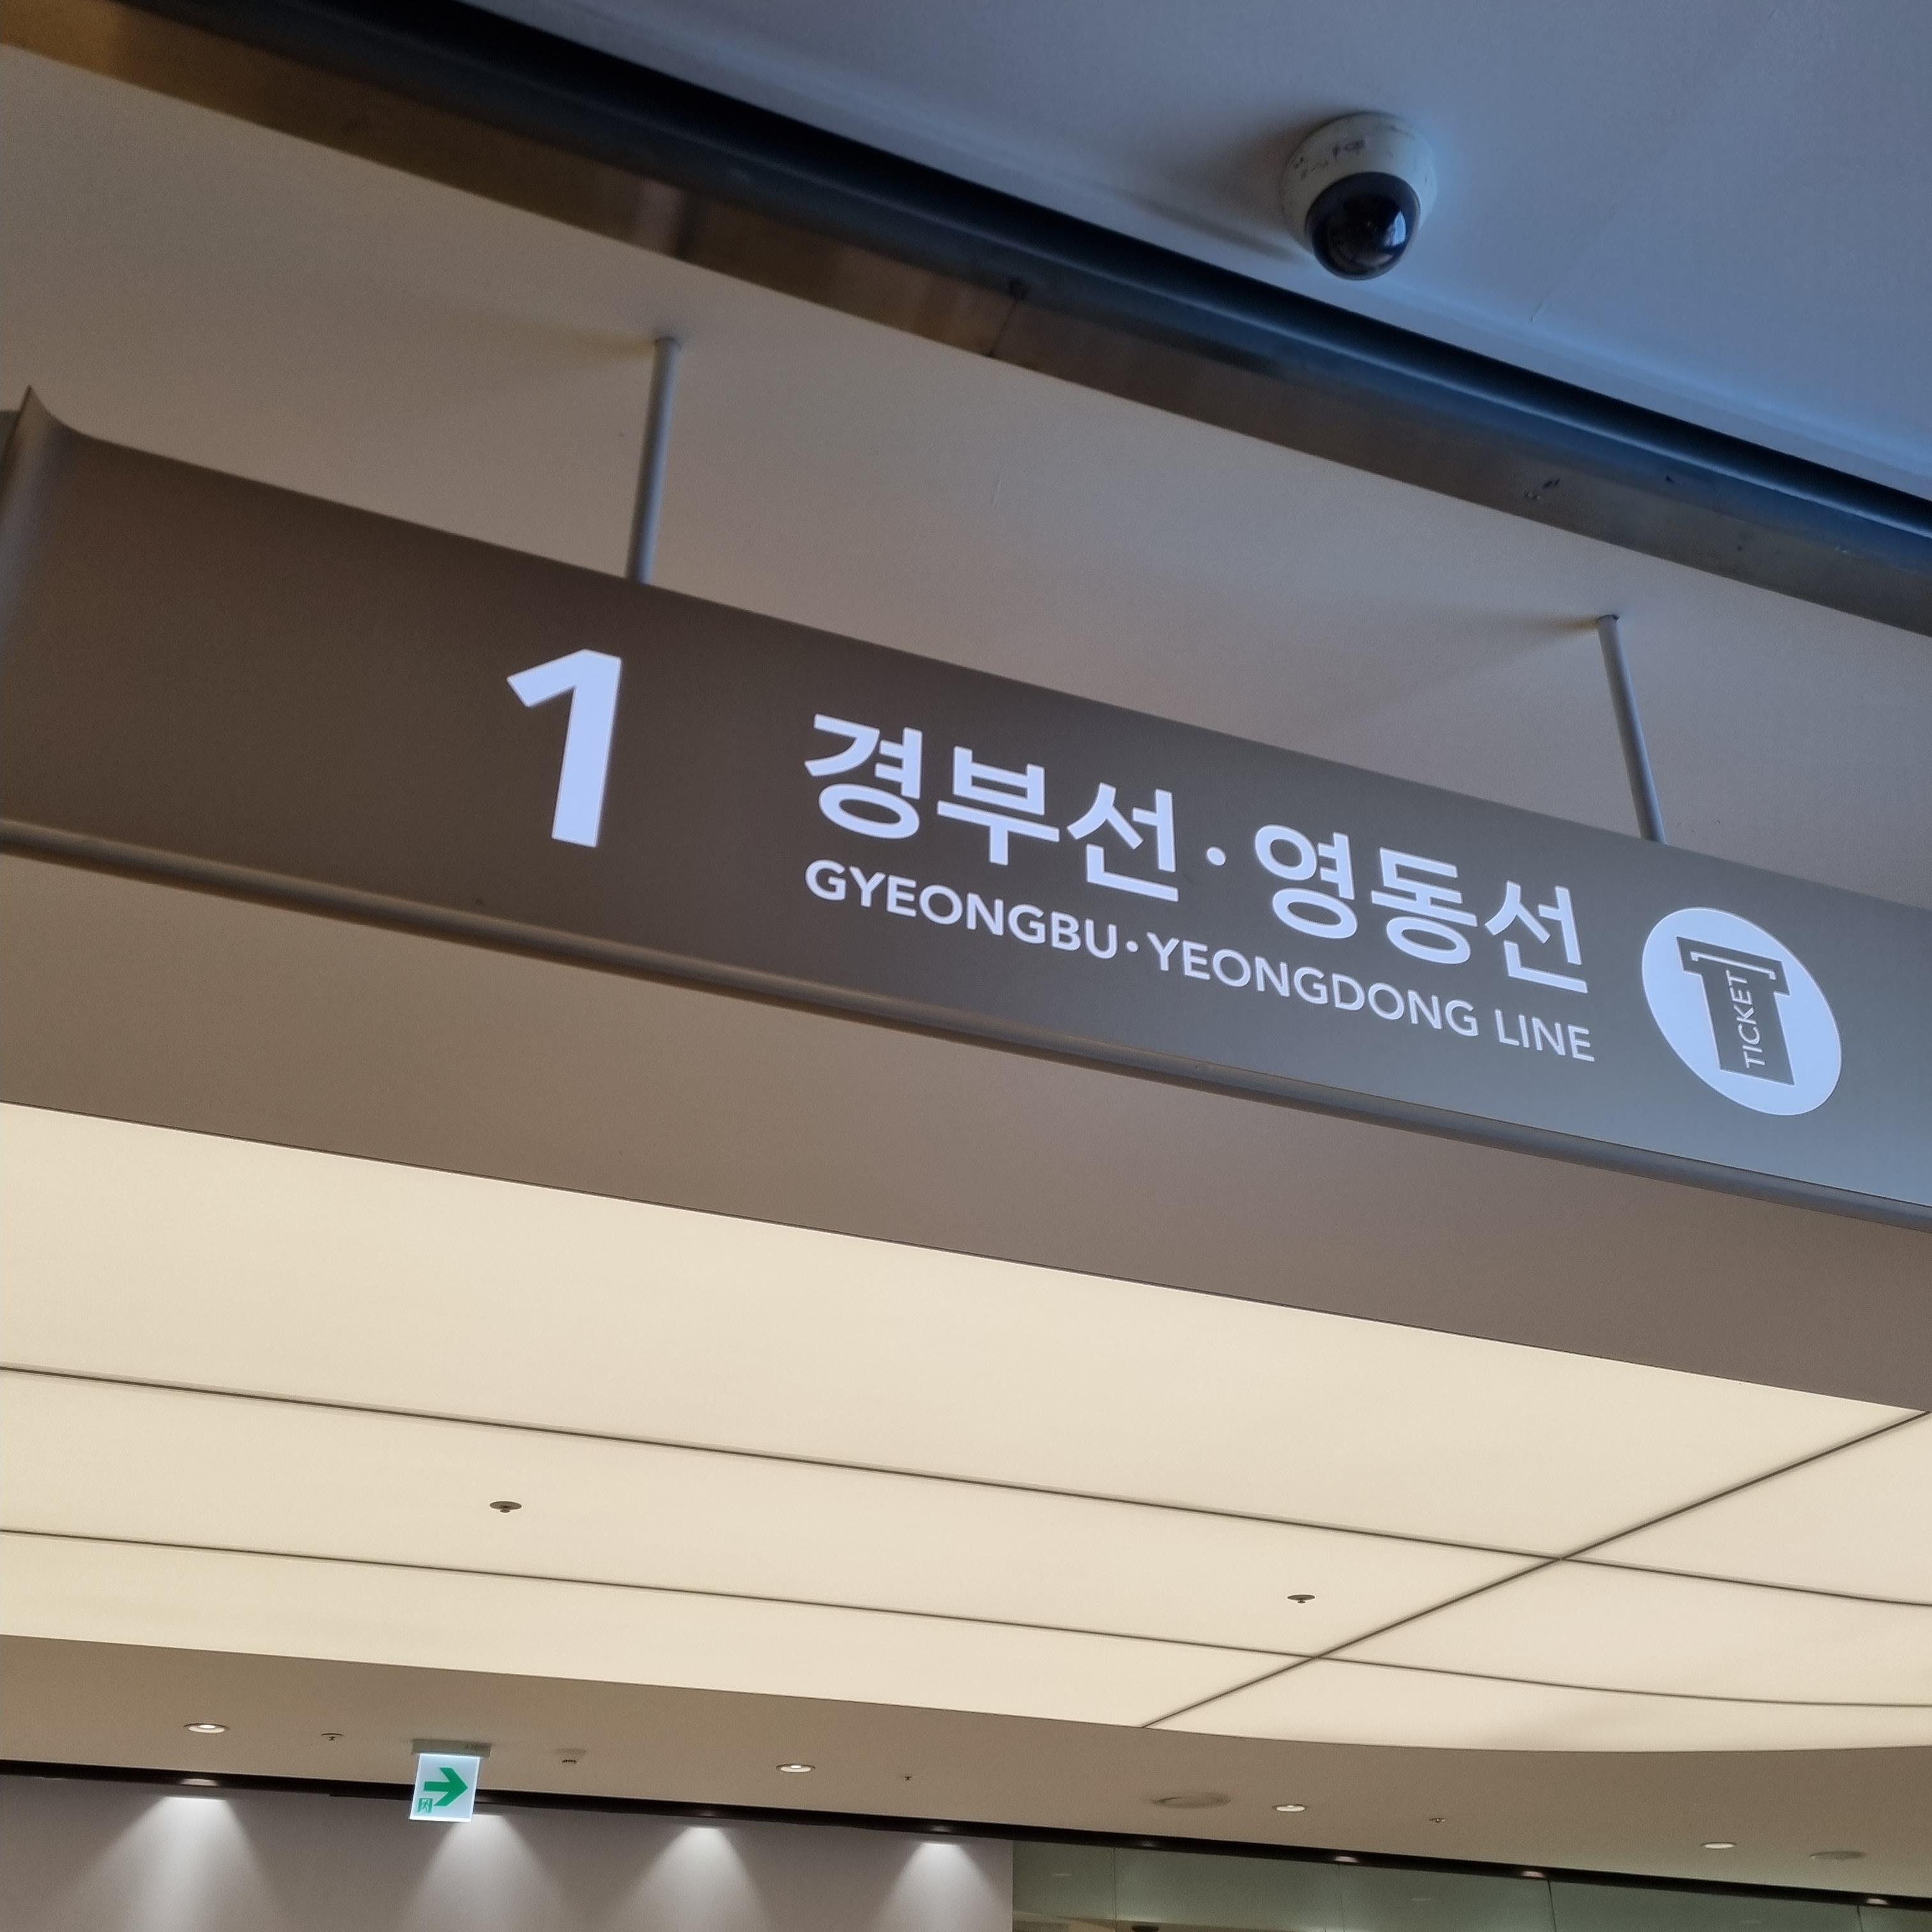 1
경부선·영동선
GYEONGBU·YEONGDONG LINE
TICKET